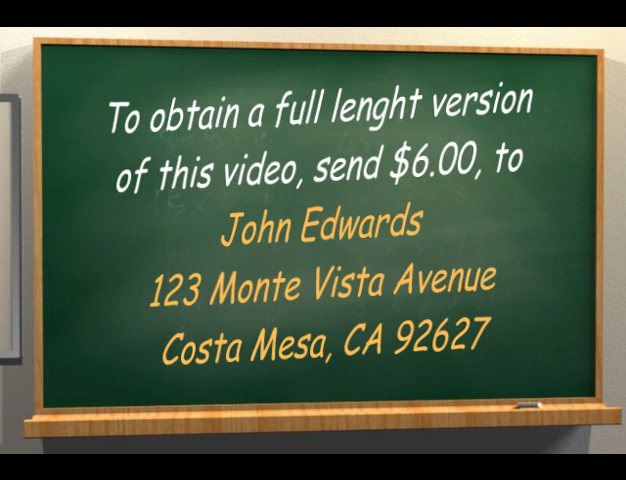 To obtain a full lenght version
of this video, send $6.00, to
John Edwards
123 Monte Vista Avenue
Costa Mesa, CA 92627